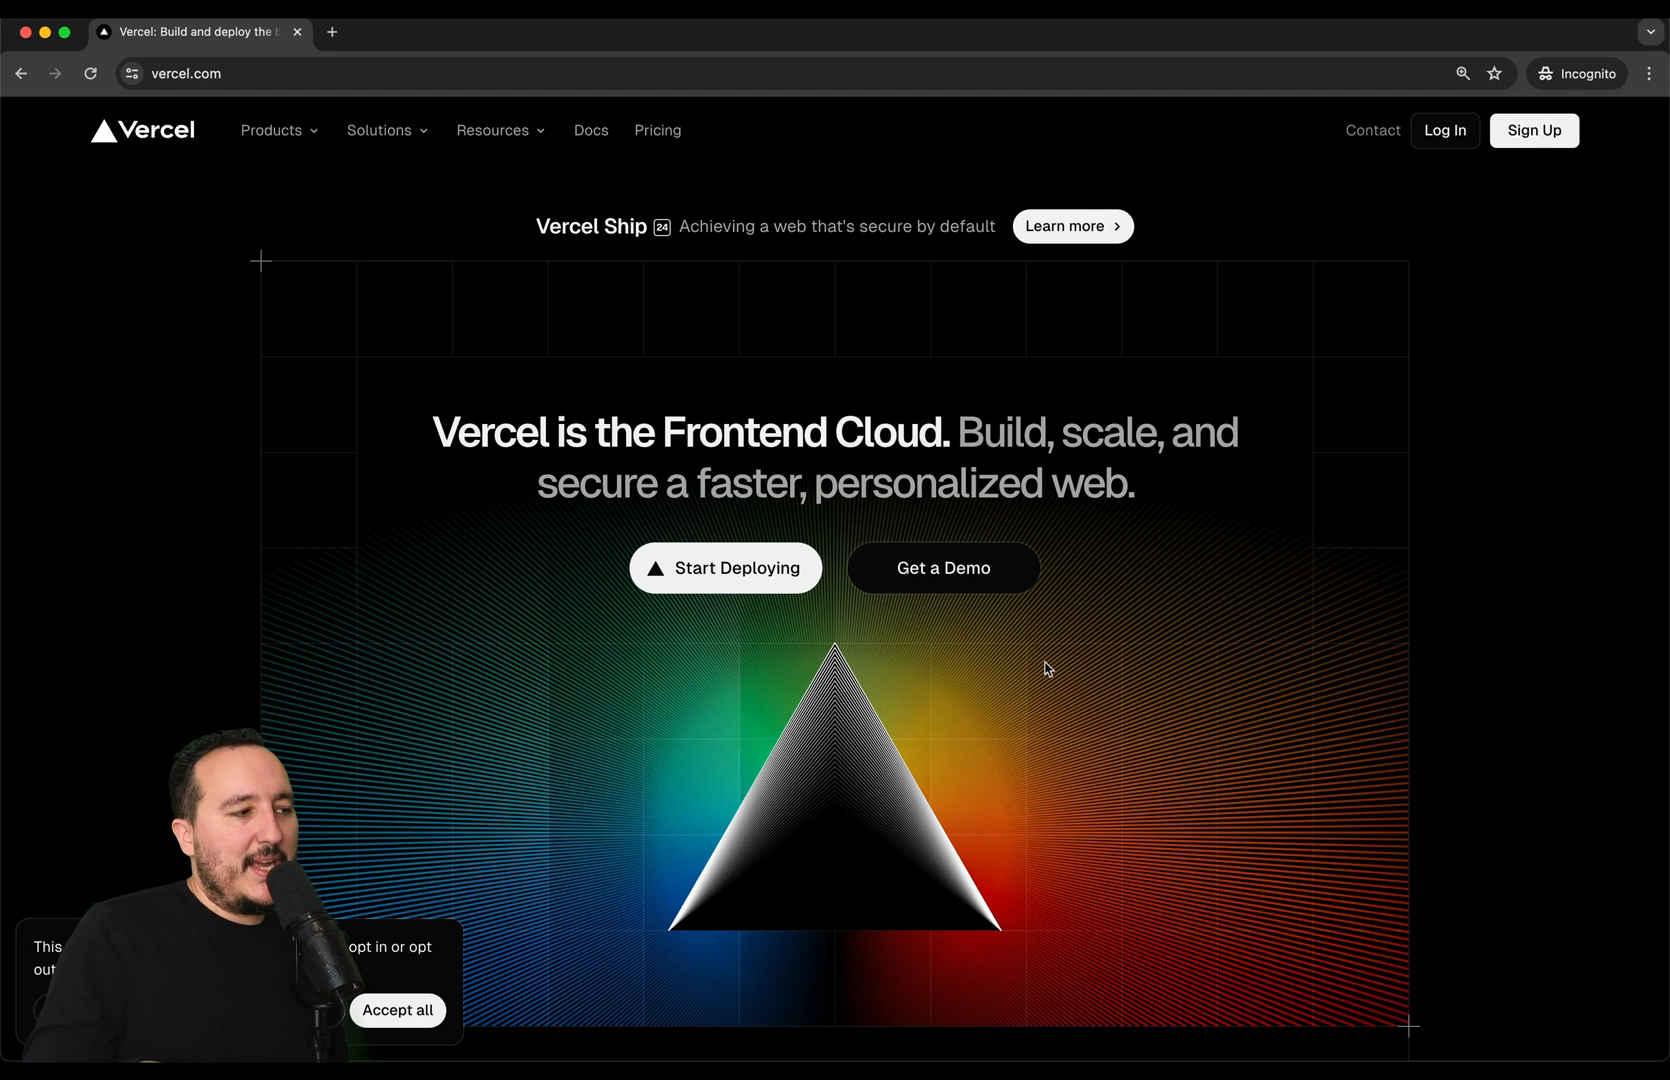 Vercel: Build and deploy the b
vercel.com
Incognito
Vercel
Products
Solutions
Resources
Docs
Pricing
Contact
Log In
Sign Up
Vercel Ship 24 Achieving a web that's secure by default
Learn more
Vercel is the Frontend Cloud. Build, scale, and
secure a faster, personalized web.
Start Deploying
Get a Demo
This opt in or opt
out
Accept all